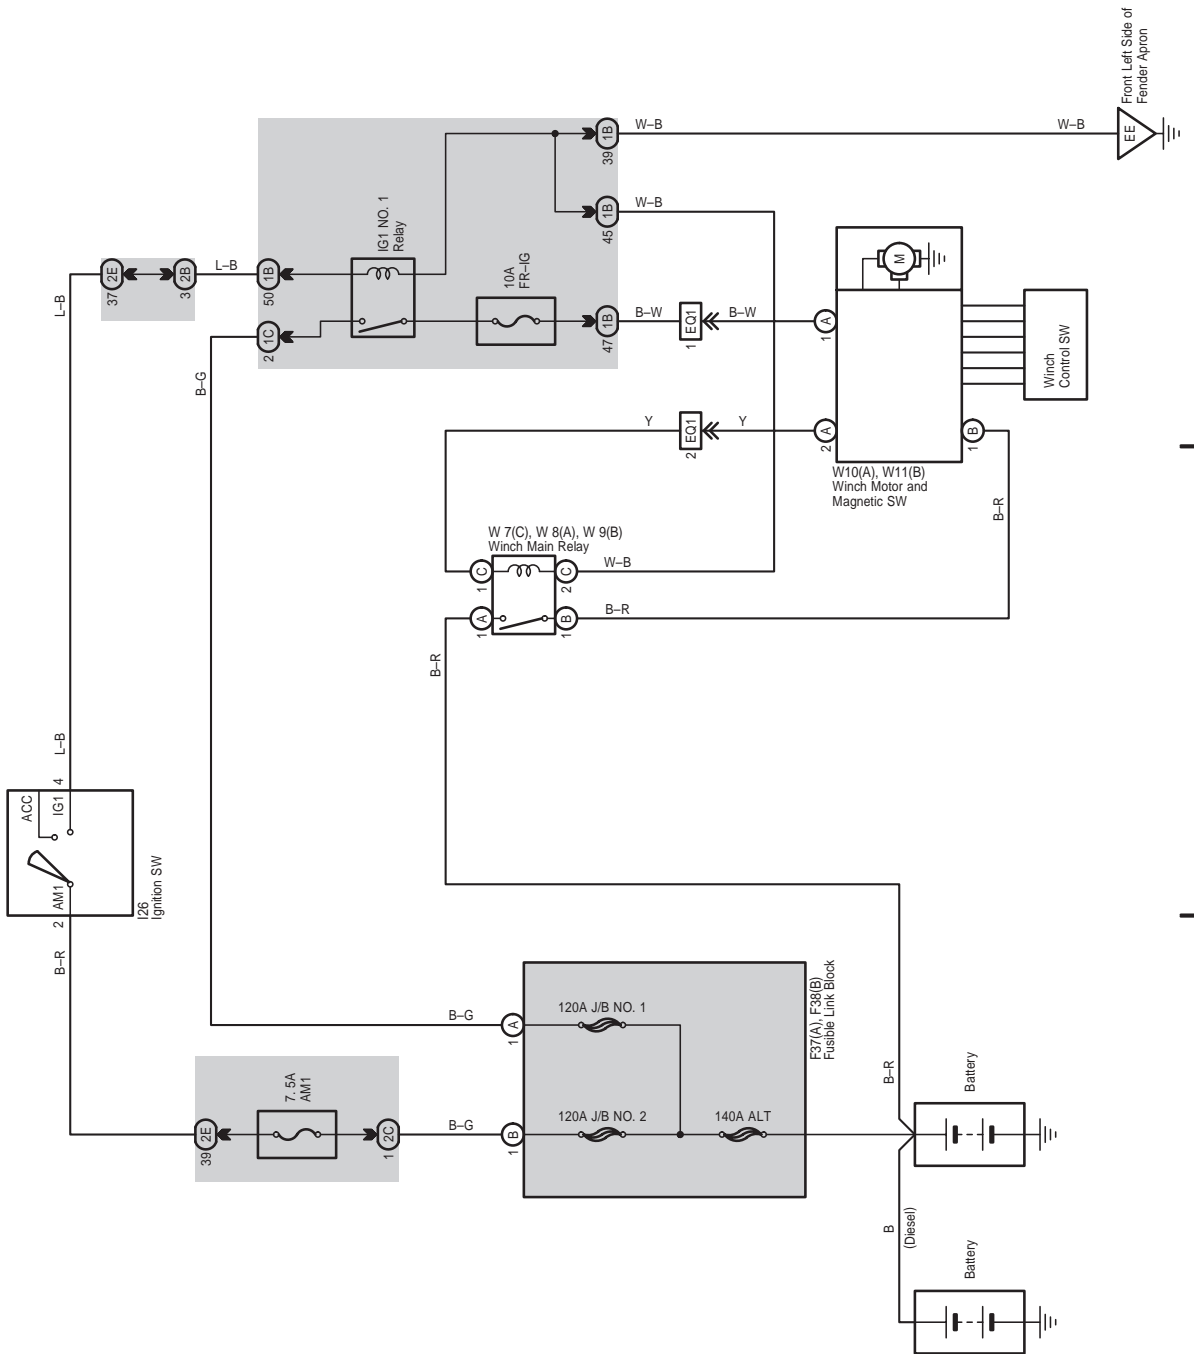 Front Left Side of
Fender Apron
EE
W–B
W–B
39
1B
W–B
45
1B
IG1 NO. 1
Relay
10A
FR–IG
37
2E
3
2B
L–B
50
1B
L–B
2
1C
47
1B
B–W
EQ1
1
B–W
1
A
M
Winch
Control SW
B–G
Y
EQ1
2
Y
2
A
1
B
W10(A), W11(B)
Winch Motor and
Magnetic SW
B–R
W 7(C), W 8(A), W 9(B)
Winch Main Relay
1
C
2
C
W–B
1
A
1
B
B–R
B–R
L–B
4
ACC
IG1
AM1
2
I26
Ignition SW
B–R
B–G
1
A
120A J/B NO. 1
F37(A), F38(B)
Fusible Link Block
7. 5A
AM1
39
2E
1
2C
B–G
1
B
120A J/B NO. 2
140A ALT
B–R
Battery
B
(Diesel)
Battery